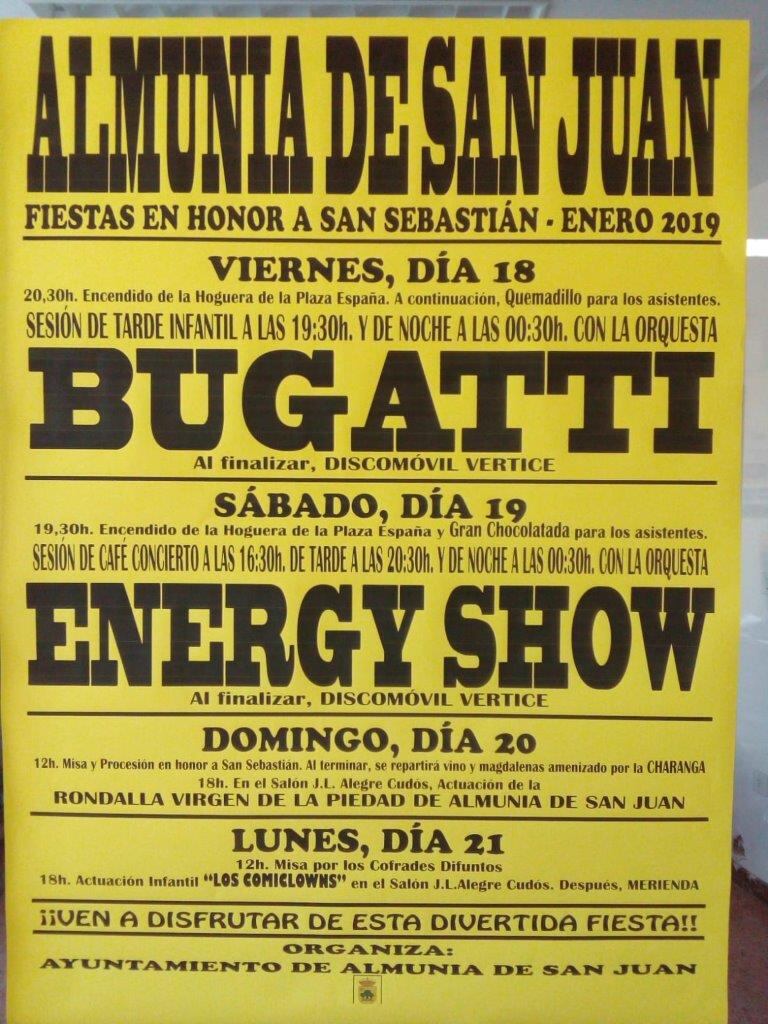 ALMUNIA DE SAN JUAN
FIESTAS EN HONOR A SAN SEBASTIÁN - ENERO 2019
VIERNES, DÍA 18
20,30h. Encendido de la Hoguera de la Plaza España. A continuación, Quemadillo para los asistentes.
SESIÓN DE TARDE INFANTIL A LAS 19:30h. Y DE NOCHE A LAS 00:30h. CON LA ORQUESTA
BUGATTI
Al finalizar, DISCOMÓVIL VERTICE
SÁBADO, DÍA 19
19,30h. Encendido de la Hoguera de la Plaza España y Gran Chocolatada para los asistentes.
SESIÓN DE CAFÉ CONCIERTO A LAS 16:30h. DE TARDE A LAS 20:30h. Y DE NOCHE A LAS 00:30h. CON LA ORQUESTA
ENERGY SHOW
Al finalizar, DISCOMÓVIL VERTICE
DOMINGO, DÍA 20
12h. Misa y Procesión en honor a San Sebastián. Al terminar, se repartirá vino y magdalenas amenizado por la CHARANGA
18h. En el Salón J.L. Alegre Cudós, Actuación de la
RONDALLA VIRGEN DE LA PIEDAD DE ALMUNIA DE SAN JUAN
LUNES, DÍA 21
12h. Misa por los Cofrades Difuntos
18h. Actuación Infantil "LOS COMICLOWNS" en el Salón J.L.Alegre Cudós. Después, MERIENDA
¡¡VEN A DISFRUTAR DE ESTA DIVERTIDA FIESTA!!
ORGANIZA:
AYUNTAMIENTO DE ALMUNIA DE SAN JUAN